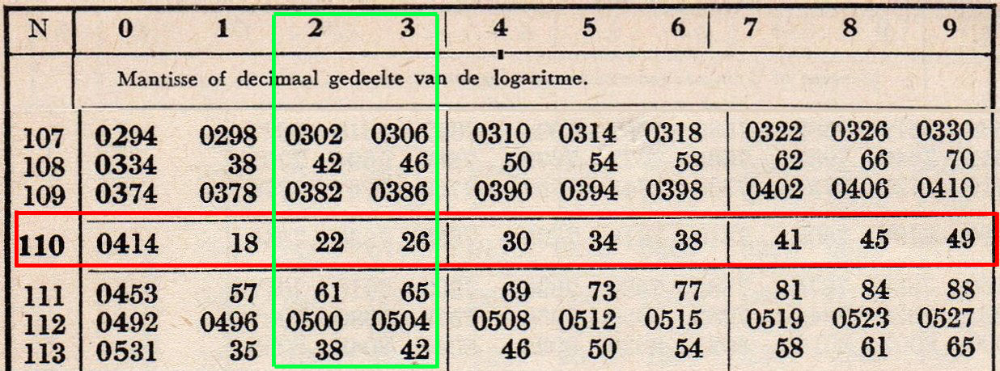 N 0 1 2 3 4 5 6 7 8 9
Mantisse of decimaal gedeelte van de logaritme.
107 0294 0298 0302 0306 0310 0314 0318 0322 0326 0330
108 0334 38 42 46 50 54 58 62 66 70
109 0374 0378 0382 0386 0390 0394 0398 0402 0406 0410
110 0414 18 22 26 30 34 38 41 45 49
111 0453 57 61 65 69 73 77 81 84 88
112 0492 0496 0500 0504 0508 0512 0515 0519 0523 0527
113 0531 35 38 42 46 50 54 58 61 65